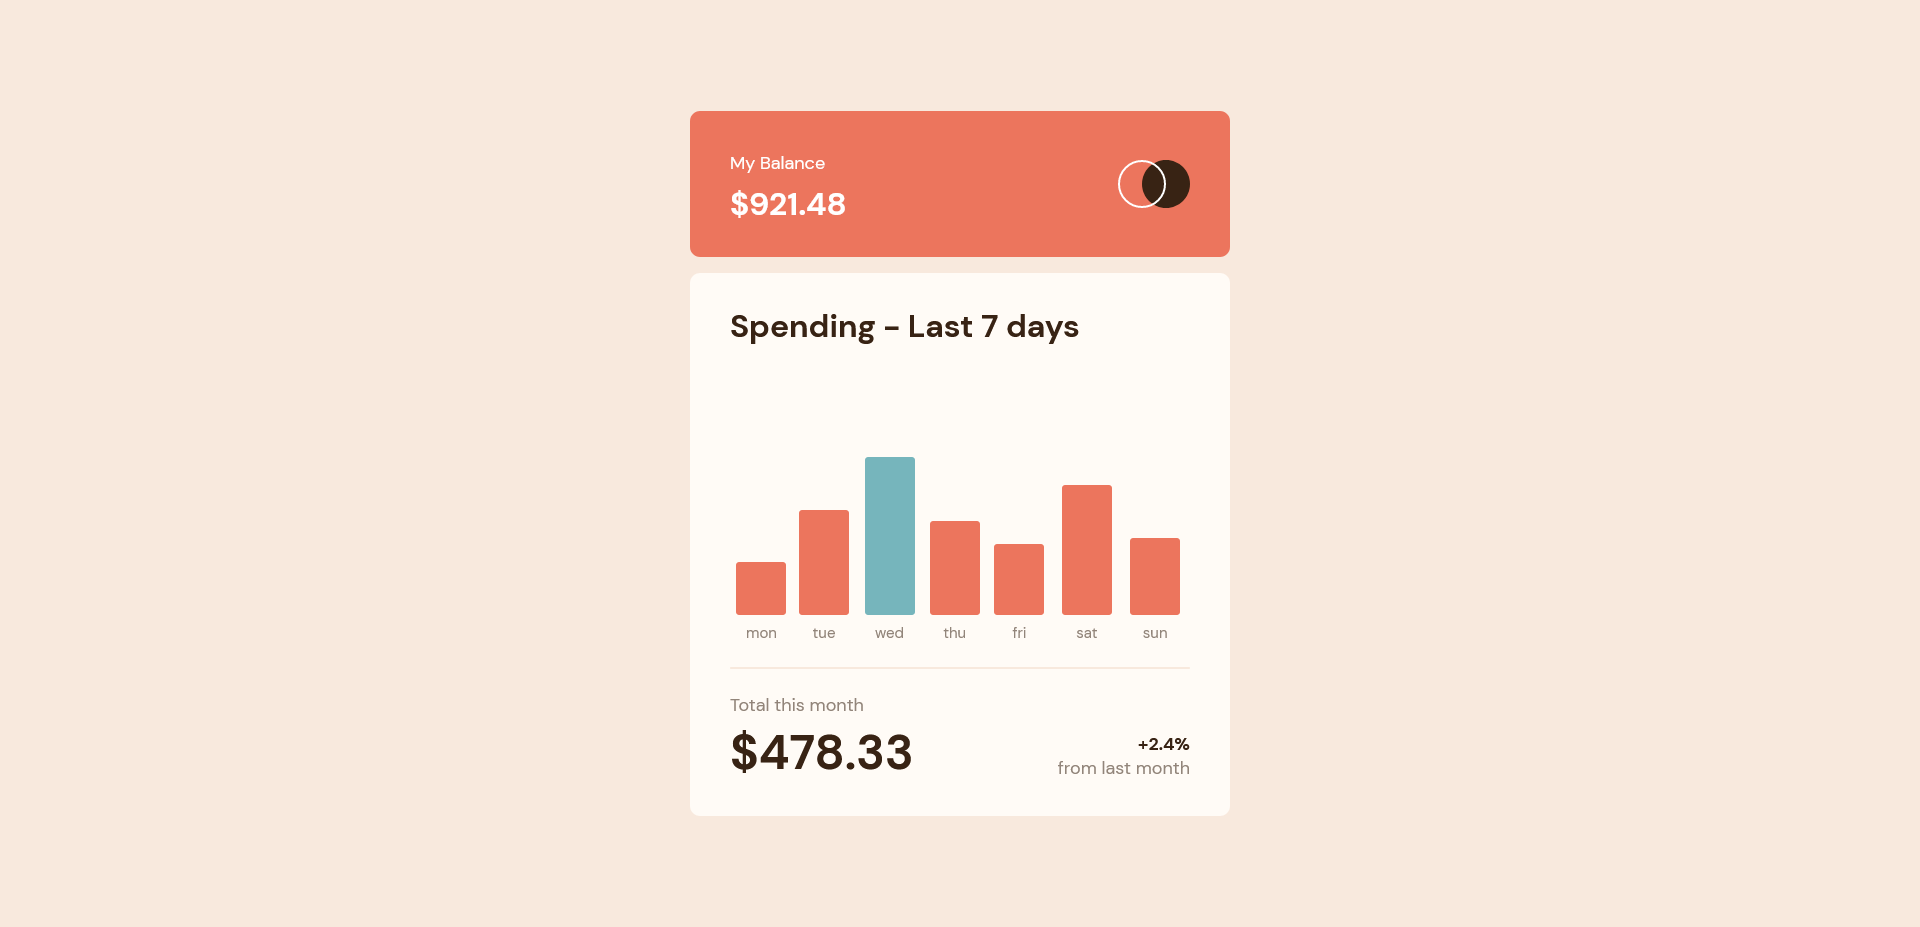 My Balance
$921.48
Spending - Last 7 days
mon tue wed thu fri sat sun
Total this month
$478.33
+2.4%
from last month